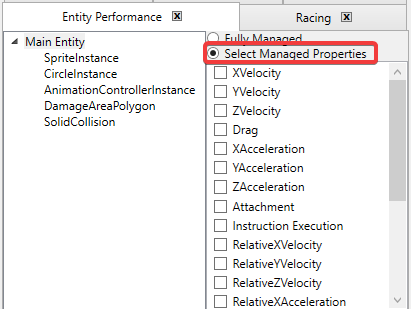 Entity Performance
Racing
Main Entity
SpriteInstance
CircleInstance
AnimationControllerInstance
DamageAreaPolygon
SolidCollision
Fully Managed
Select Managed Properties
XVelocity
YVelocity
ZVelocity
Drag
XAcceleration
YAcceleration
ZAcceleration
Attachment
Instruction Execution
RelativeXVelocity
RelativeYVelocity
RelativeZVelocity
RelativeXAcceleration